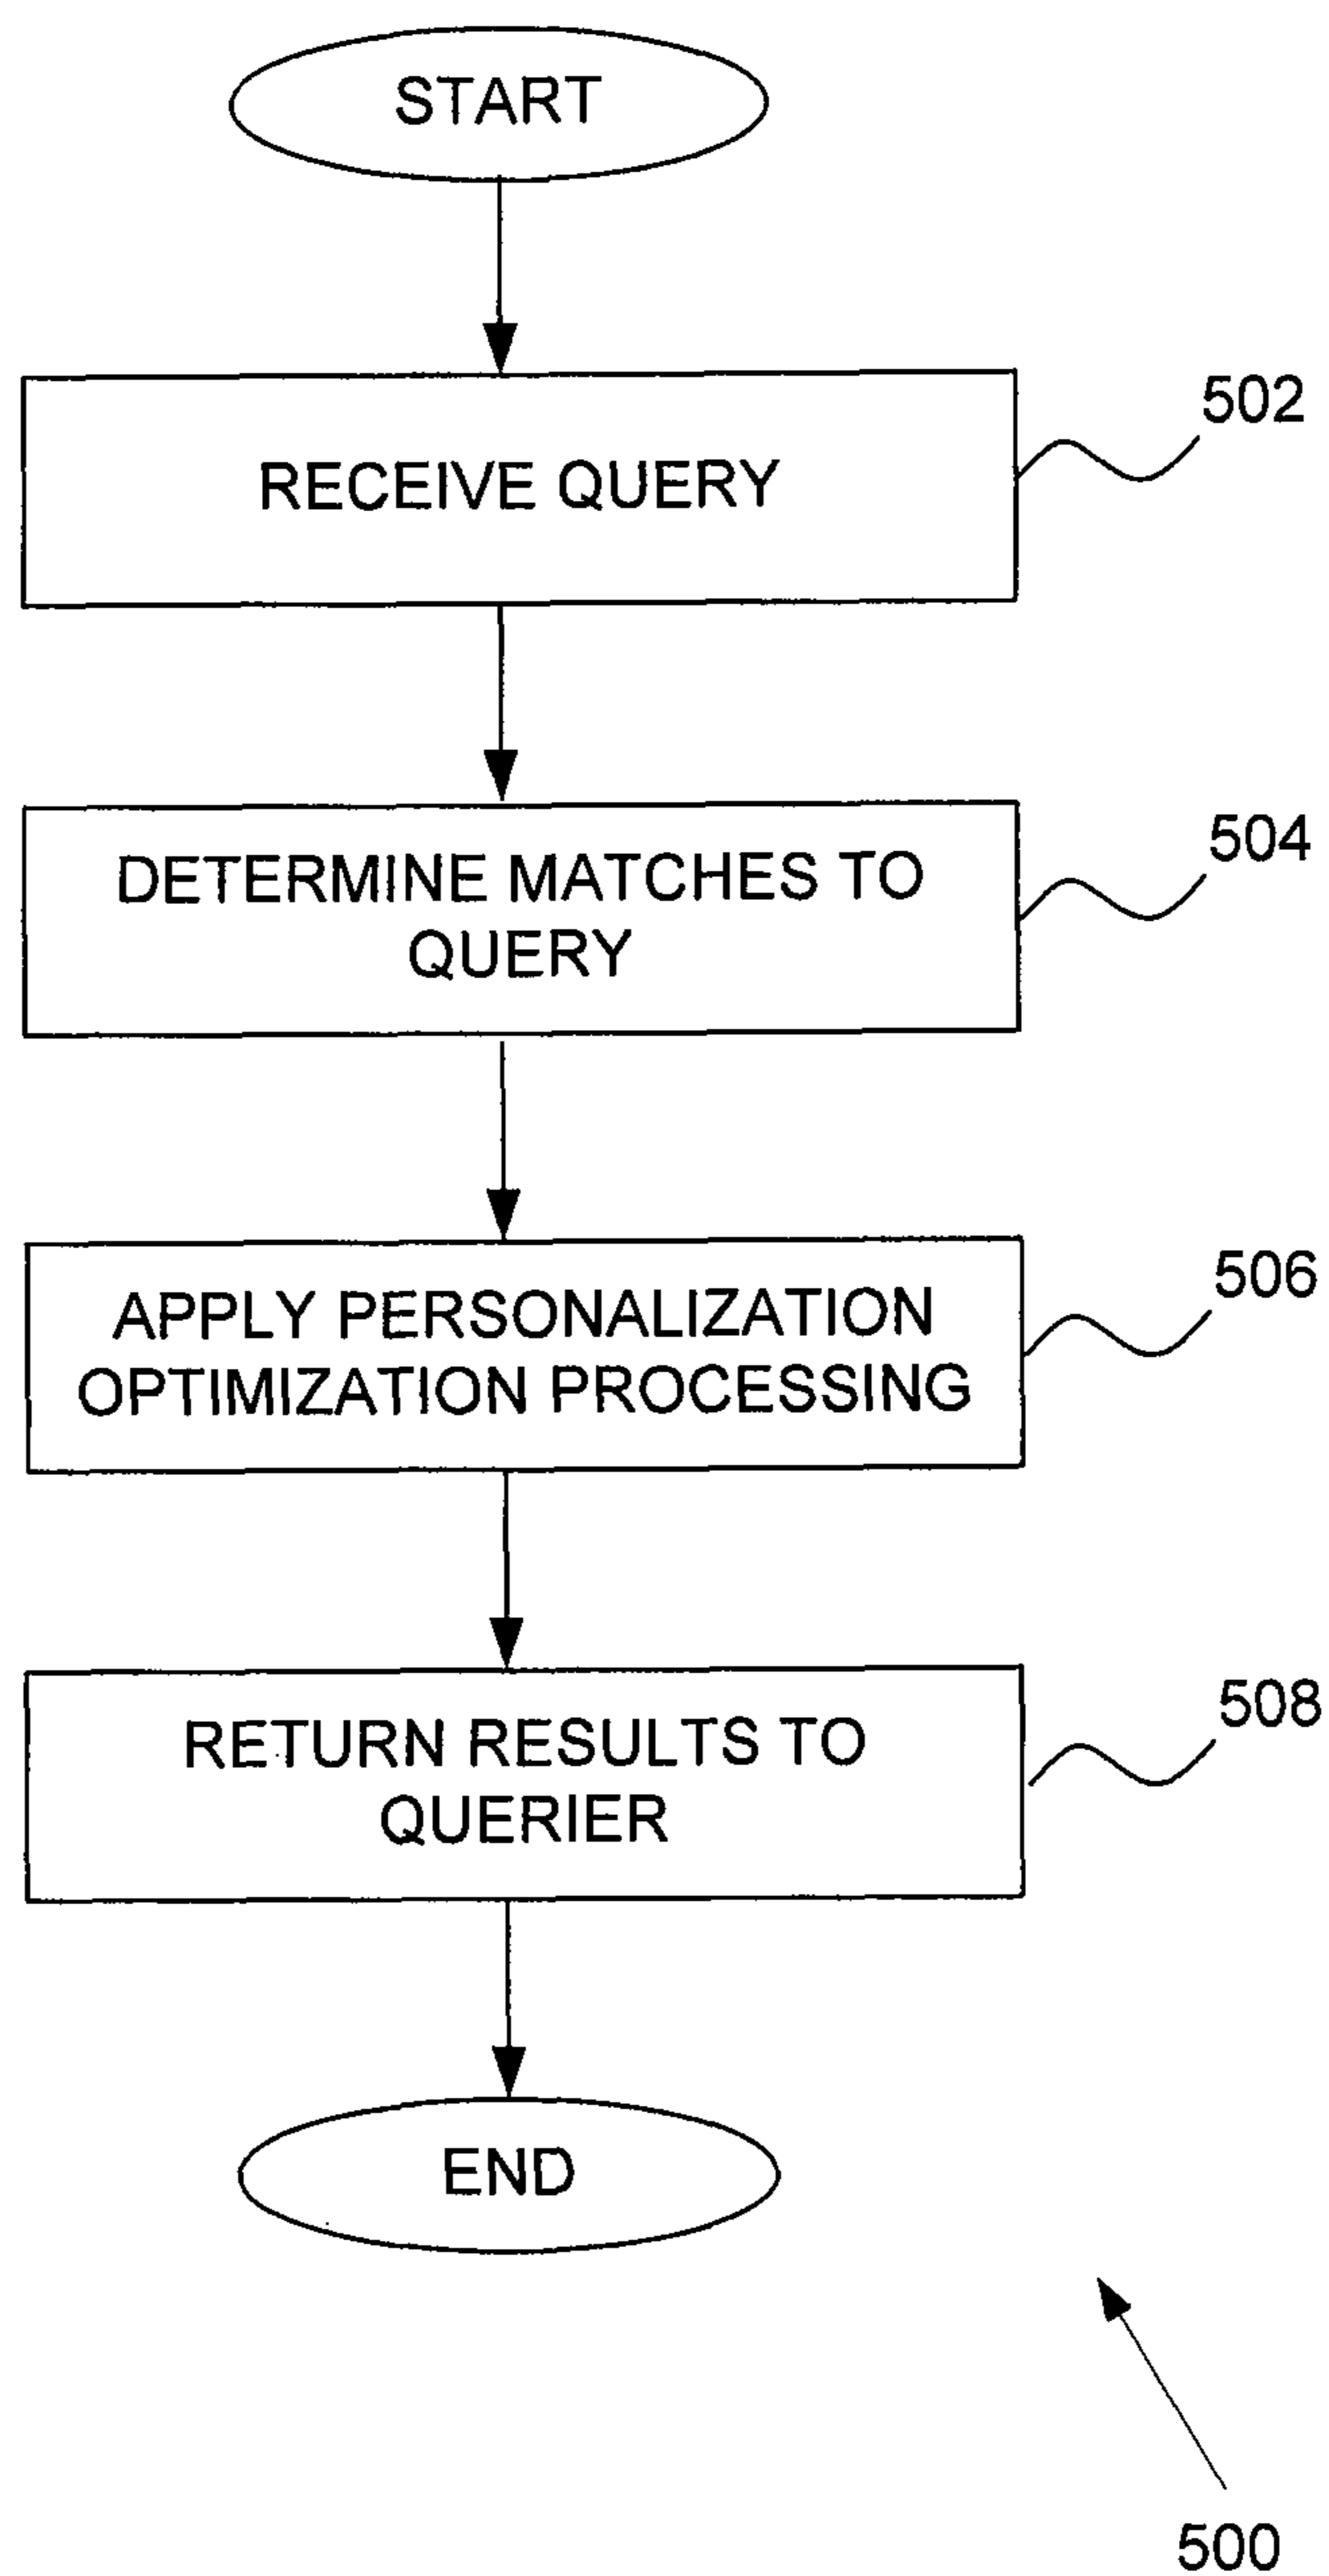 START
RECEIVE QUERY
502
DETERMINE MATCHES TO
QUERY
504
APPLY PERSONALIZATION
OPTIMIZATION PROCESSING
506
RETURN RESULTS TO
QUERIER
508
END
500